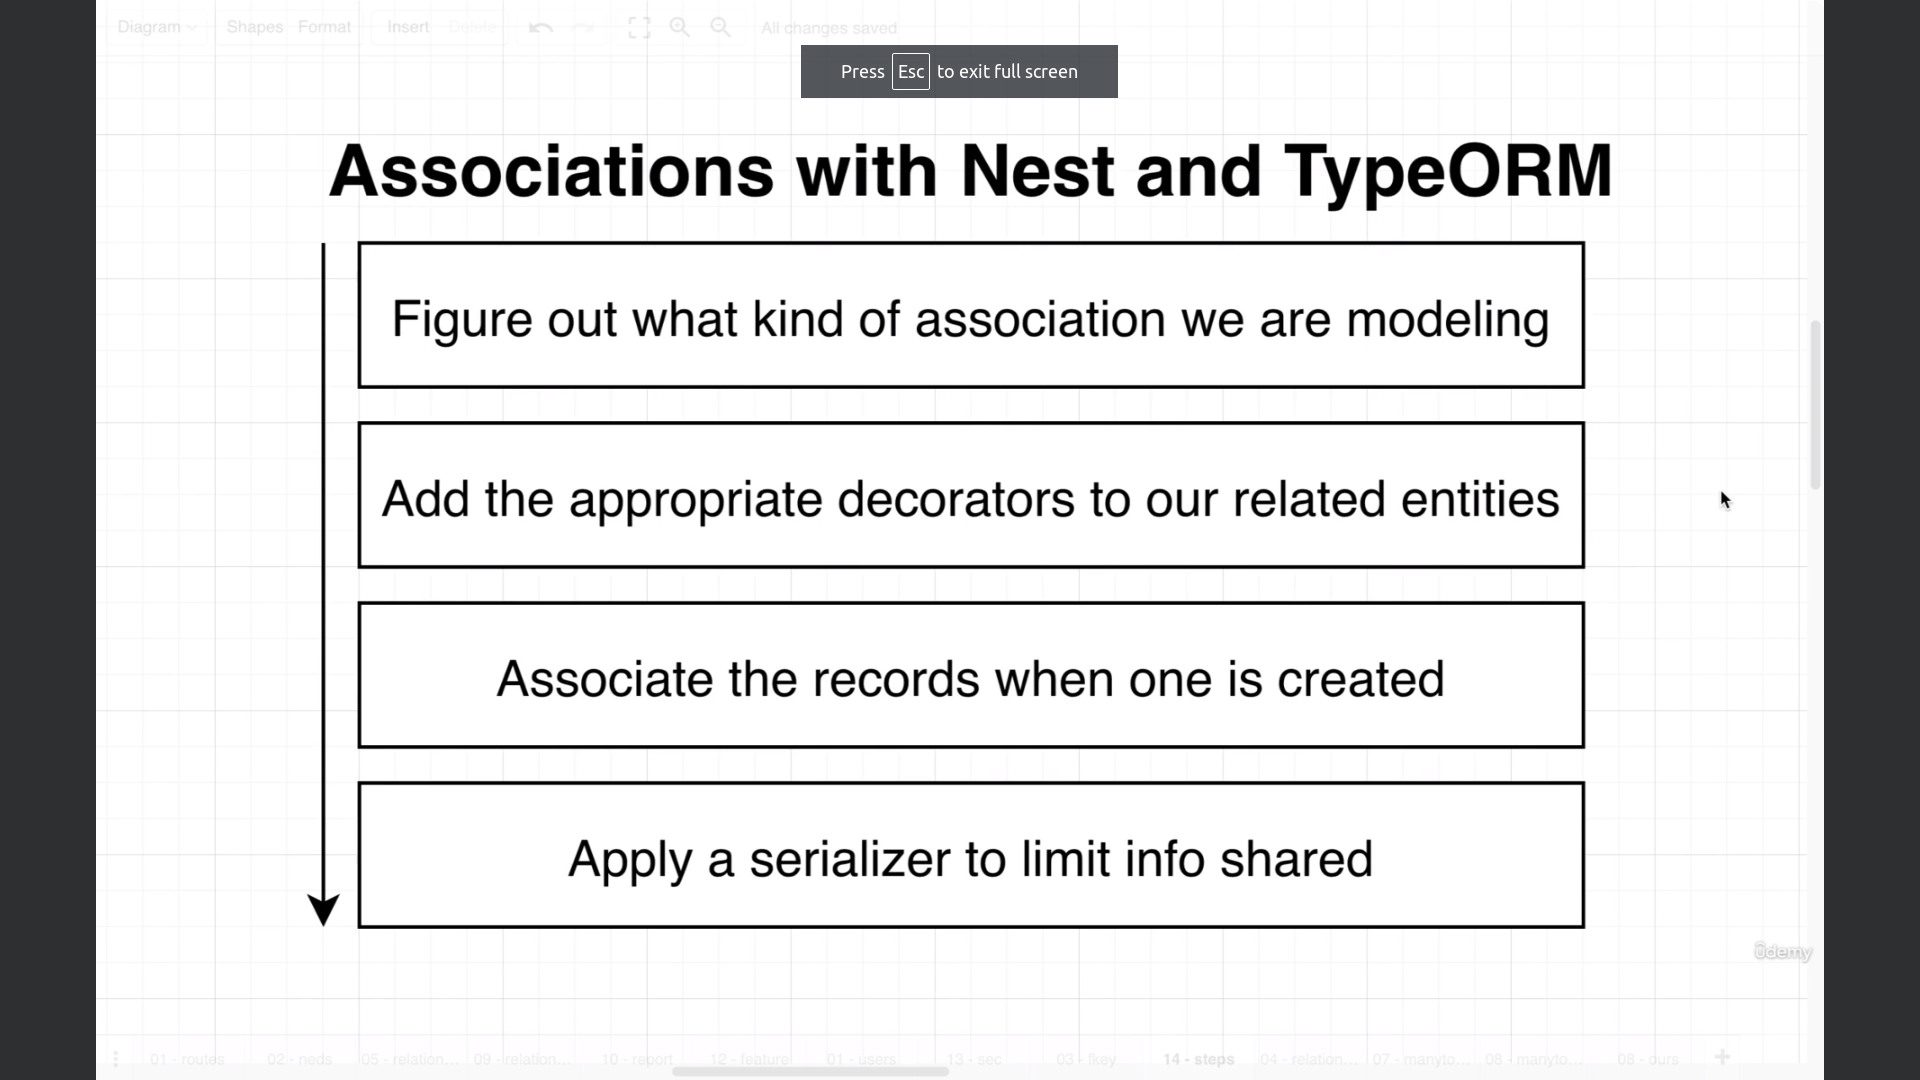 Diagram Shapes Format Insert Delete All changes saved
Press Esc to exit full screen
Associations with Nest and TypeORM
Figure out what kind of association we are modeling
Add the appropriate decorators to our related entities
Associate the records when one is created
Apply a serializer to limit info shared
ûdemy
01 - routes 02 - neds 05 - relation... 09 - relation... 10 - report 12 - feature 01 - users 13 - sec 03 - fkey 14 - steps 04 - relation... 07 - manyto... 08 - manyto... 08 - ours